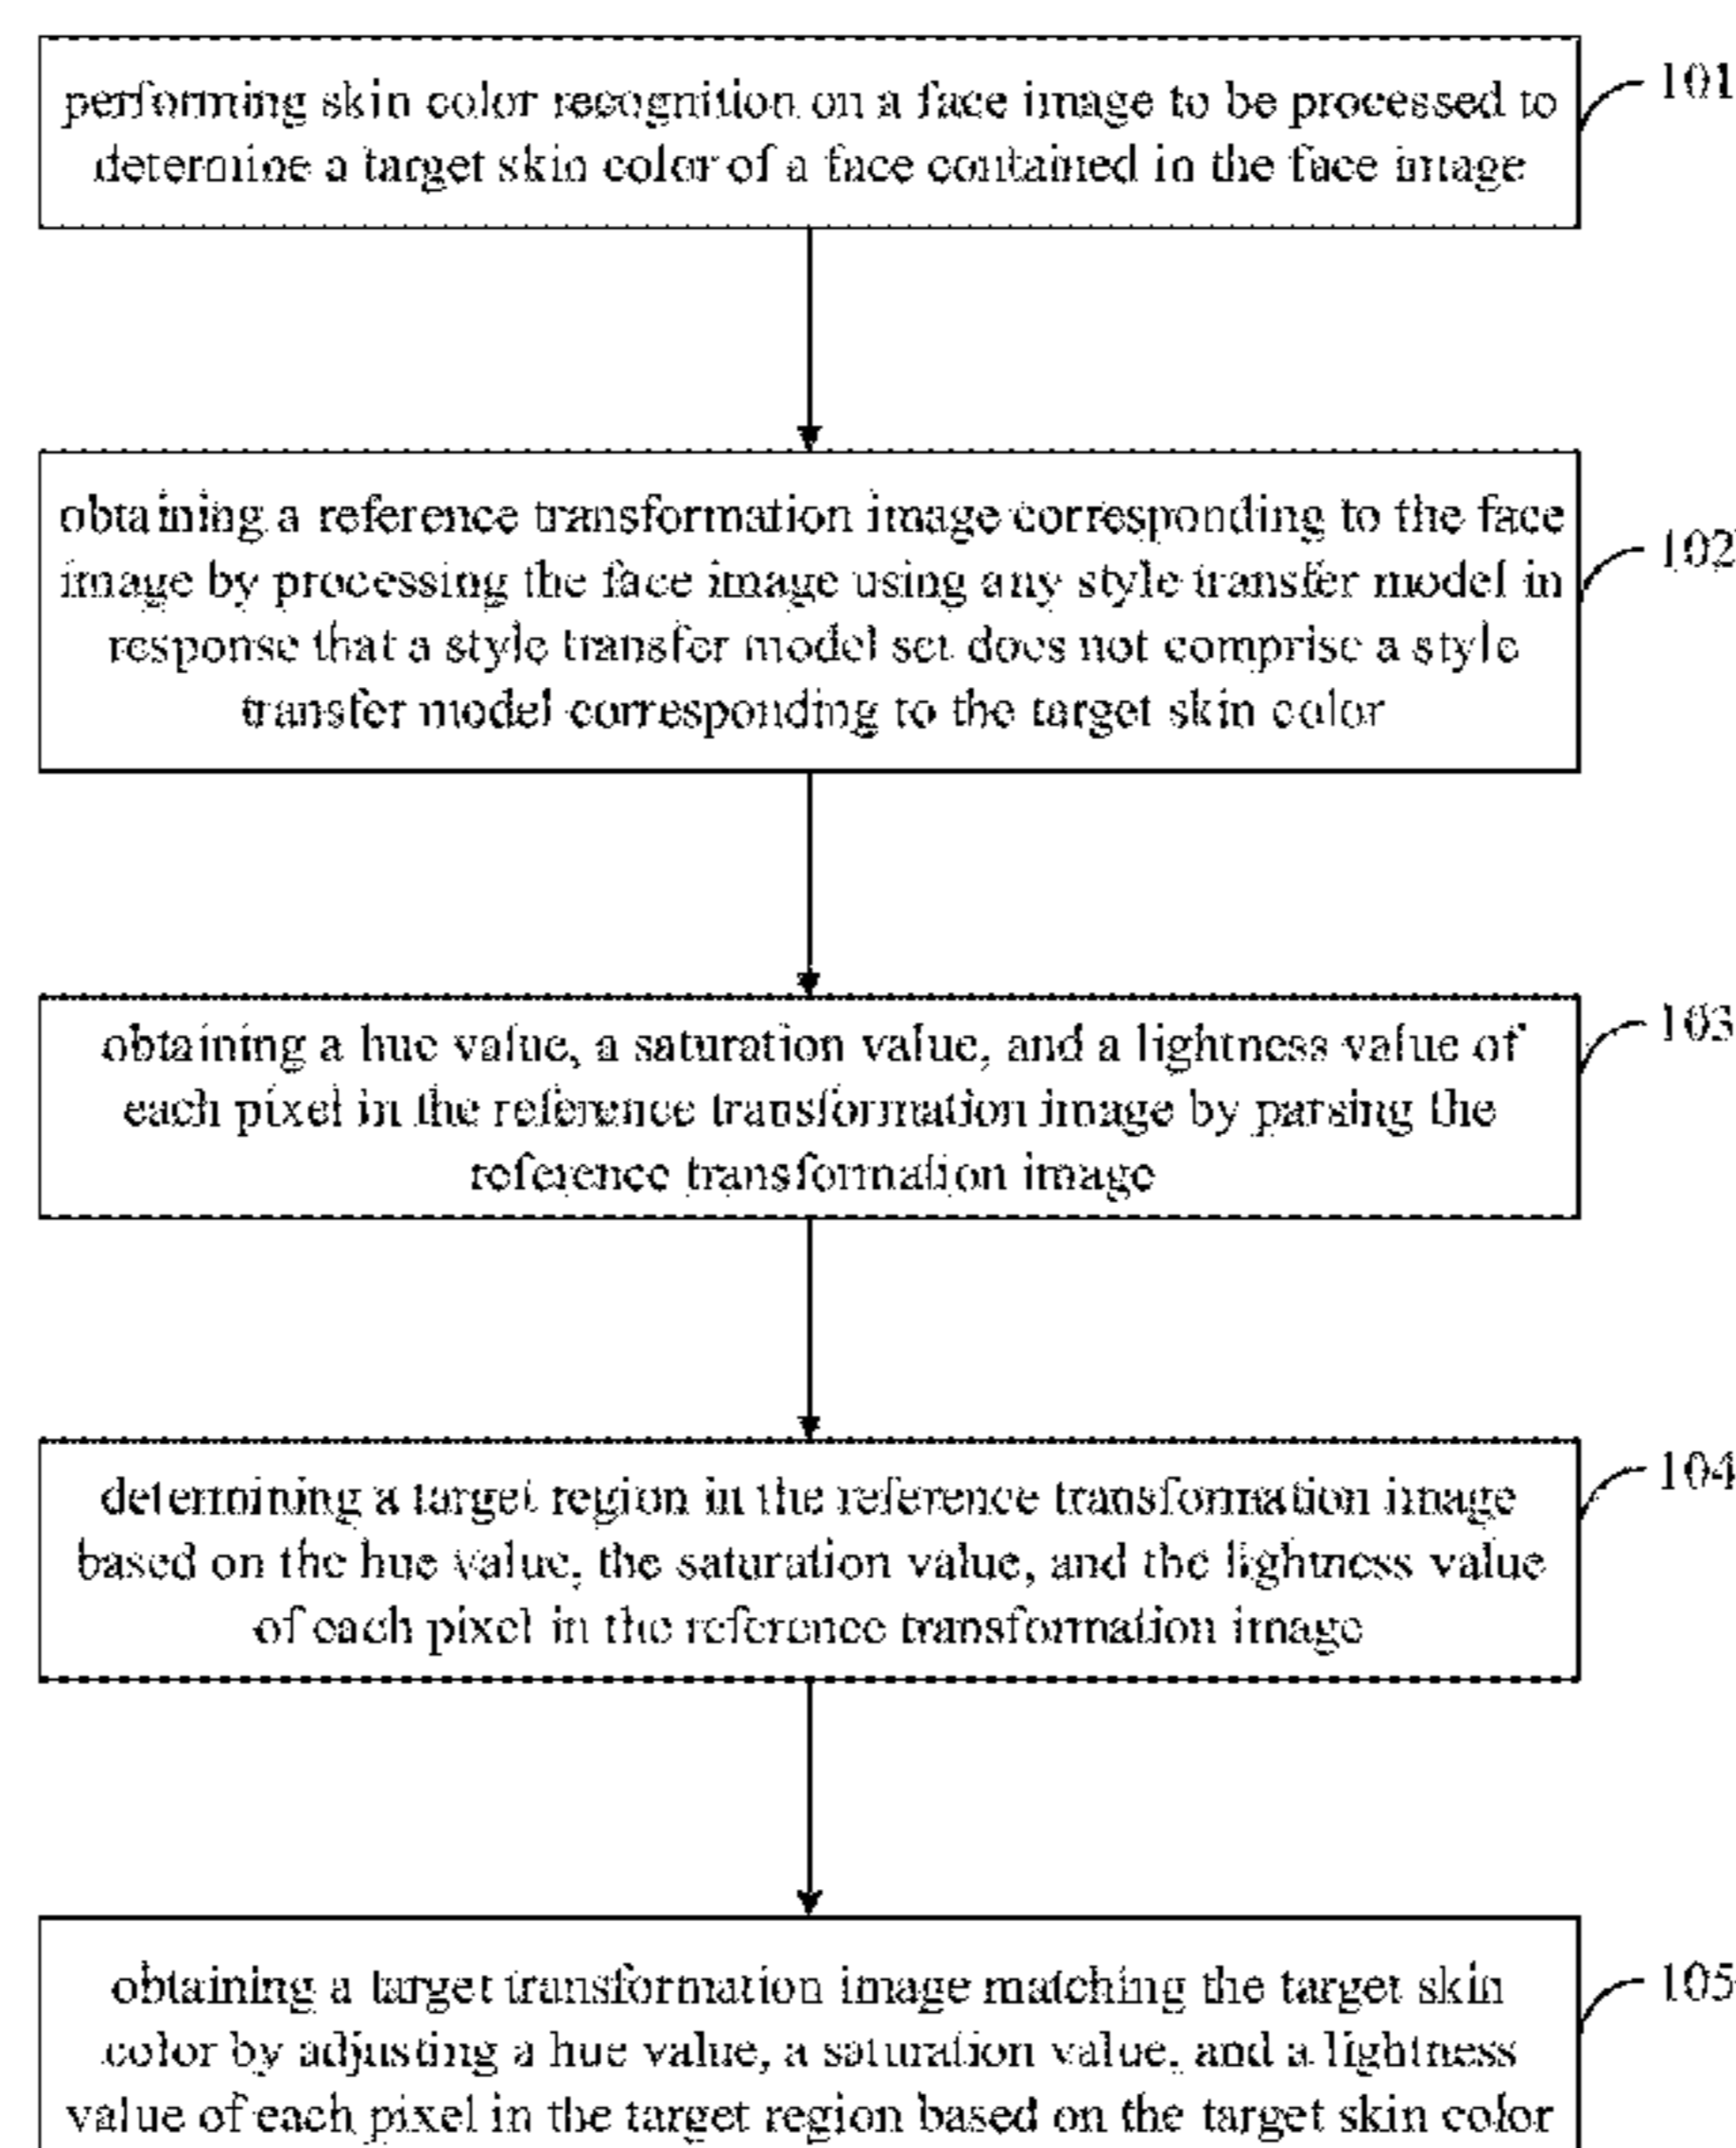 performing skin color recognition on a face image to be processed to
determine a target skin color of a face contained in the face image
101
obtaining a reference transformation image corresponding to the face
image by processing the face image using any style transfer model in
response that a style transfer model set does not comprise a style
transfer model corresponding to the target skin color
102
obtaining a hue value, a saturation value, and a lightness value of
each pixel in the reference transformation image by parsing the
reference transformation image
103
determining a target region in the reference transformation image
based on the hue value, the saturation value, and the lightness value
of each pixel in the reference transformation image
104
obtaining a target transformation image matching the target skin
color by adjusting a hue value, a saturation value, and a lightness
value of each pixel in the target region based on the target skin color
105